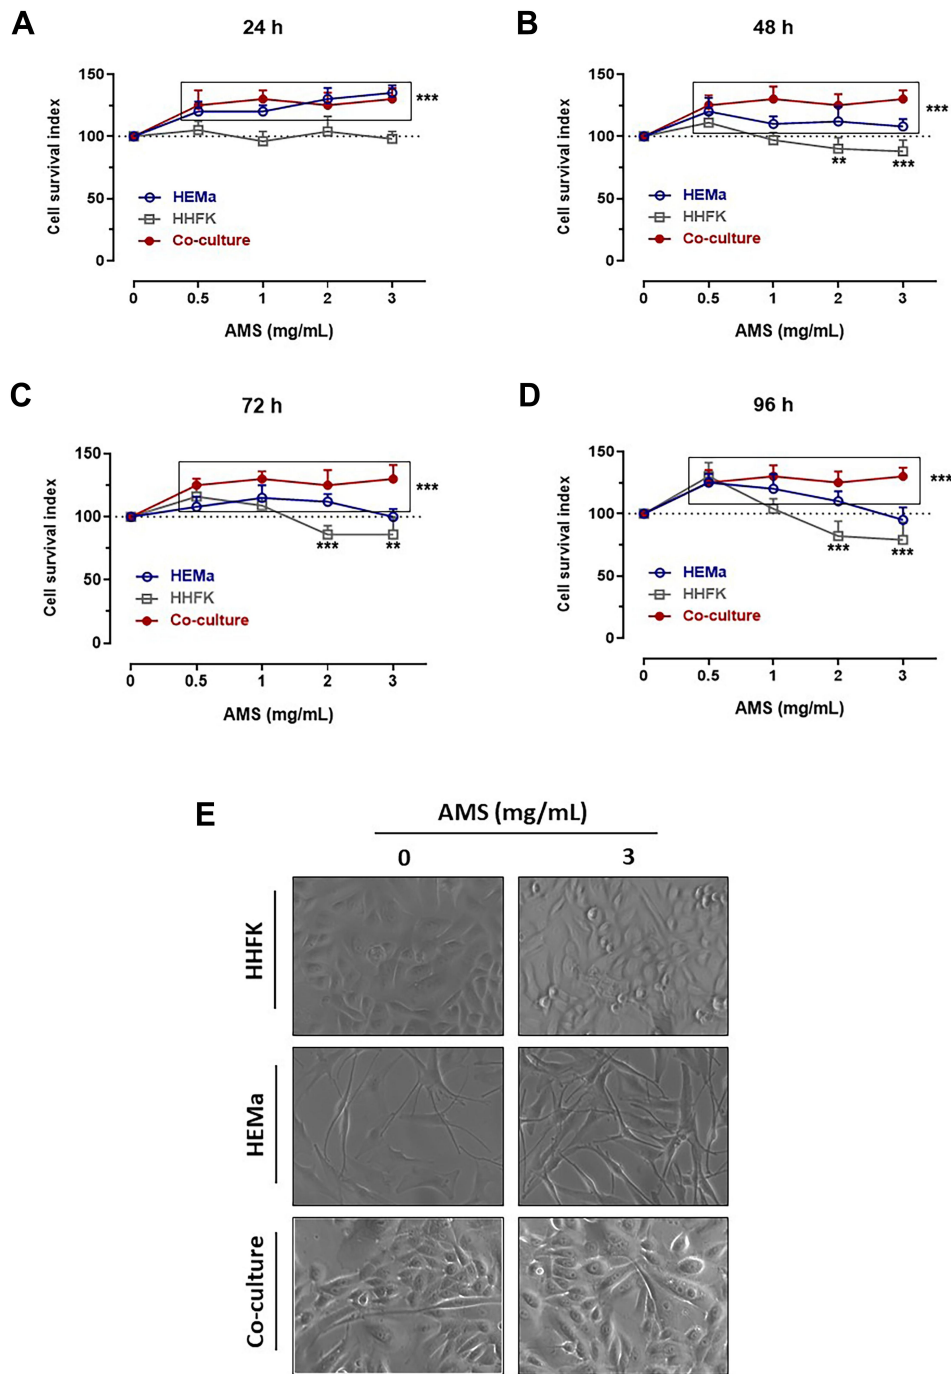 A
24 h
150
100
50
0
Cell survival index
***
HEMa
HHFK
Co-culture
0 0.5 1 2 3
AMS (mg/mL)
B
48 h
150
100
50
0
Cell survival index
***
** ***
HEMa
HHFK
Co-culture
0 0.5 1 2 3
AMS (mg/mL)
C
72 h
150
100
50
0
Cell survival index
***
*** **
HEMa
HHFK
Co-culture
0 0.5 1 2 3
AMS (mg/mL)
D
96 h
150
100
50
0
Cell survival index
***
*** ***
HEMa
HHFK
Co-culture
0 0.5 1 2 3
AMS (mg/mL)
E
AMS (mg/mL)
0 3
HHFK
HEMa
Co-culture